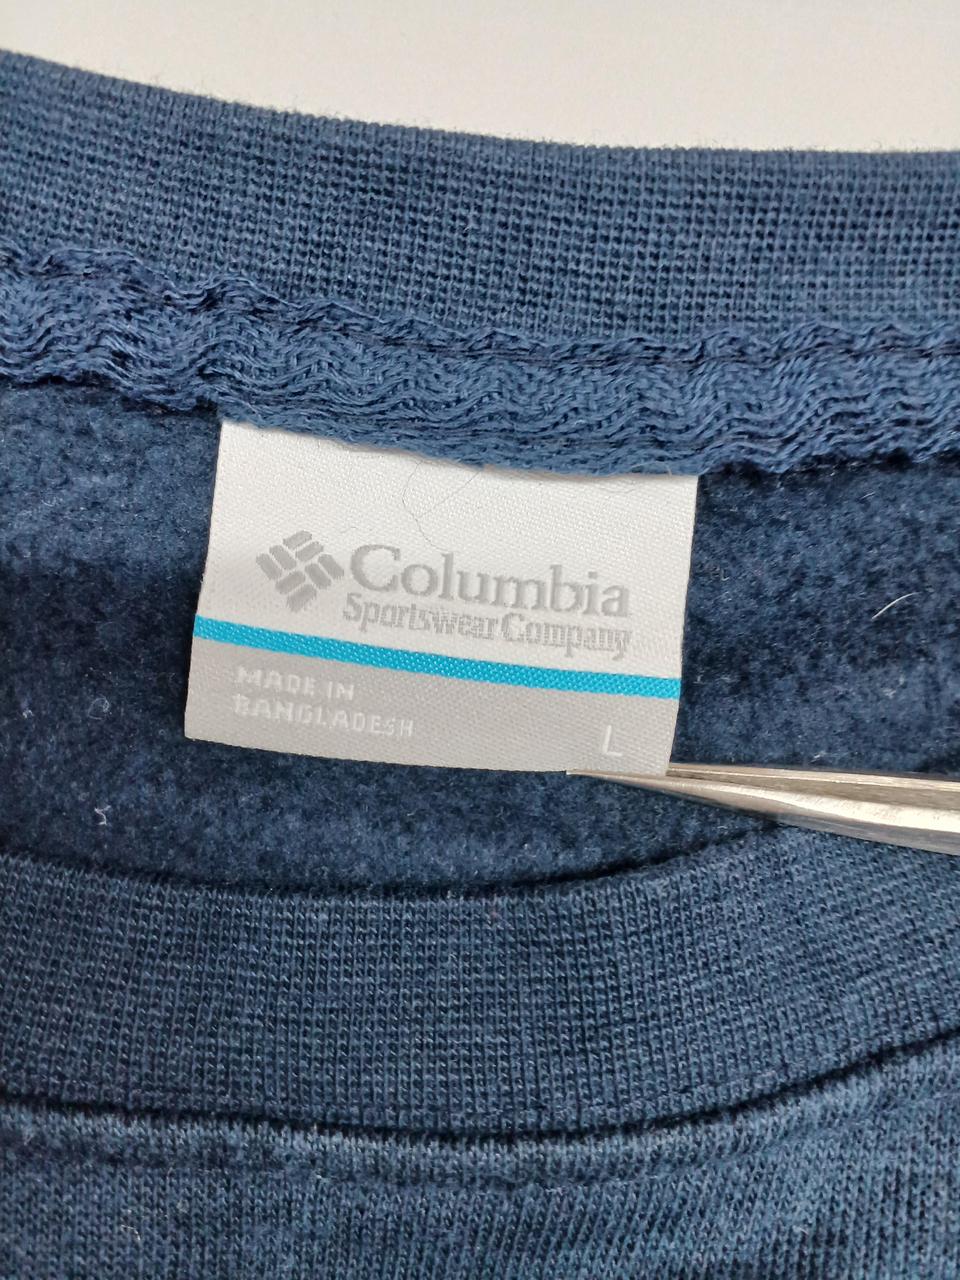 Columbia
Sportswear Company
MADE IN
BANGLADESH
L